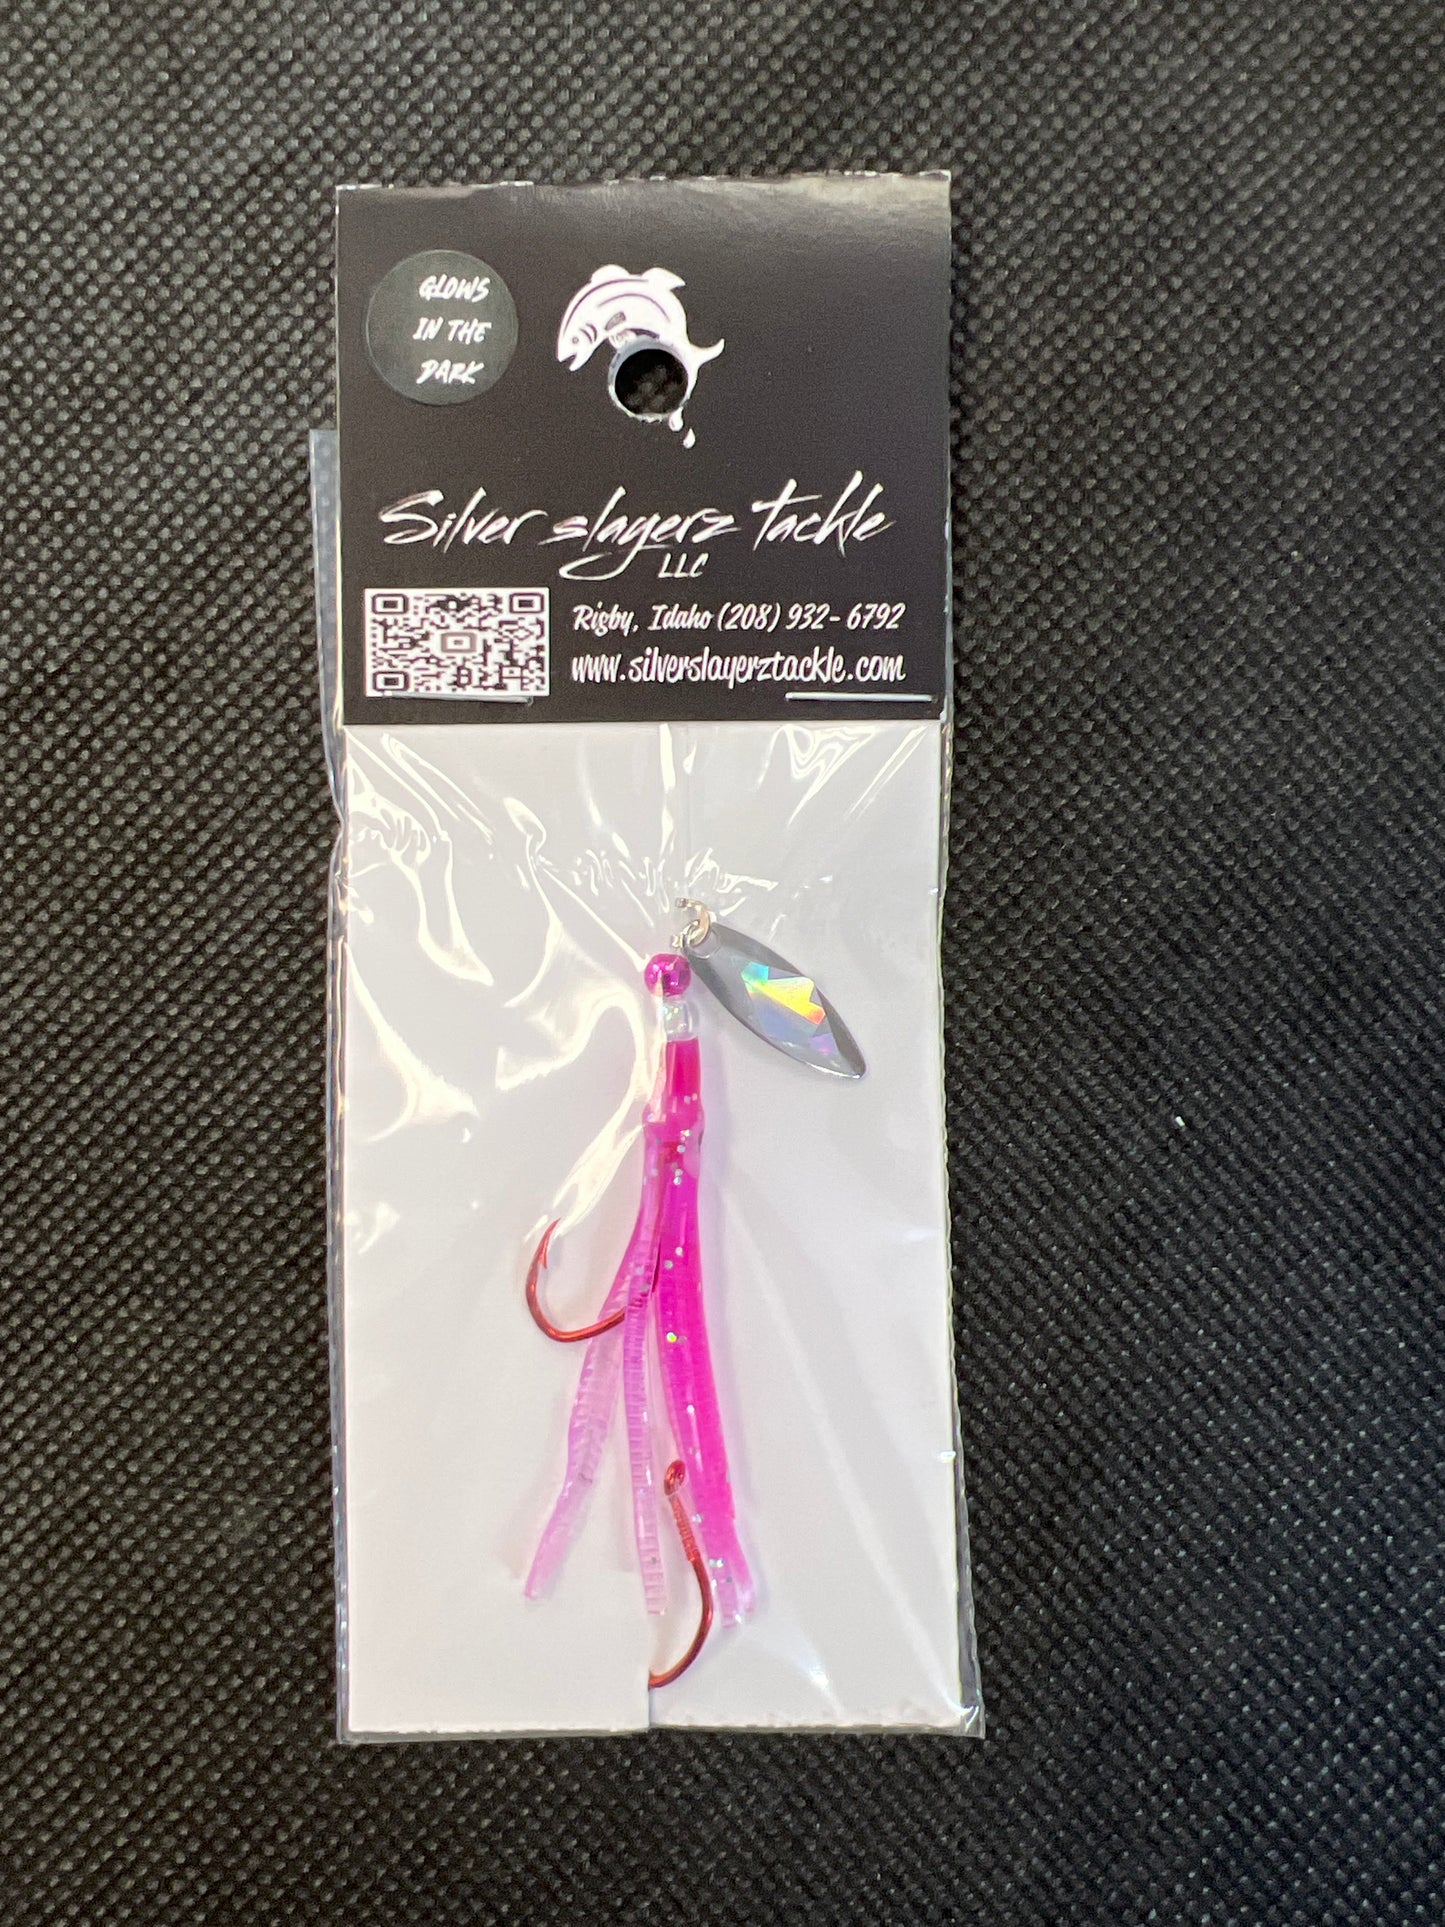 GLOWS
IN THE
DARK
Silver slayerz tackle
LLC
Rigby, Idaho (208) 932-6792
www.silverslayerztackle.com